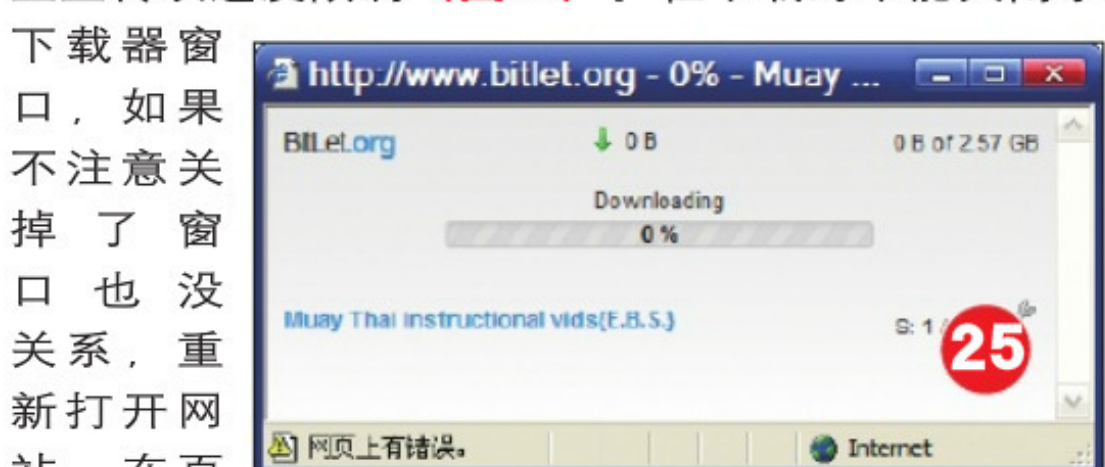 下载器窗
口，如果
不注意关
掉了窗
口也没
关系，重
新打开网
http://www.bitlet.org - 0% - Muay ...
BitLet.org
0 B
0 B of 2.57 GB
Downloading
0 %
Muay Thai instructional vids(E.B.S.)
S: 1
25
网页上有错误。
Internet